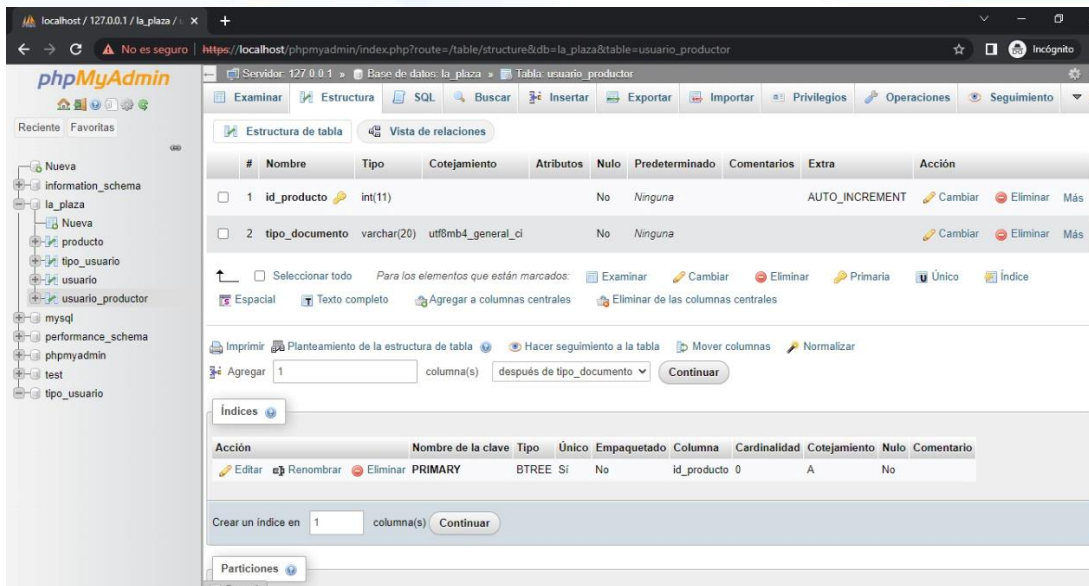 localhost / 127.0.0.1 / la_plaza / u
No es seguro | https://localhost/phpmyadmin/index.php?route=/table/structure&db=la_plaza&table=usuario_productor
Incógnito
phpMyAdmin
Reciente Favoritas
Nueva
information_schema
la_plaza
Nueva
producto
tipo_usuario
usuario
usuario_productor
mysql
performance_schema
phpmyadmin
test
tipo_usuario
Servidor: 127.0.0.1 » Base de datos: la_plaza » Tabla: usuario_productor
Examinar Estructura SQL Buscar Insertar Exportar Importar Privilegios Operaciones Seguimiento
Estructura de tabla Vista de relaciones
# Nombre Tipo Cotejamiento Atributos Nulo Predeterminado Comentarios Extra Acción
1 id_producto int(11) No Ninguna AUTO_INCREMENT Cambiar Eliminar Más
2 tipo_documento varchar(20) utf8mb4_general_ci No Ninguna Cambiar Eliminar Más
Seleccionar todo Para los elementos que están marcados: Examinar Cambiar Eliminar Primaria Único Índice
Espacial Texto completo Agregar a columnas centrales Eliminar de las columnas centrales
Imprimir Planteamiento de la estructura de tabla Hacer seguimiento a la tabla Mover columnas Normalizar
Agregar 1 columna(s) después de tipo_documento Continuar
Índices
Acción Nombre de la clave Tipo Único Empaquetado Columna Cardinalidad Cotejamiento Nulo Comentario
Editar Renombrar Eliminar PRIMARY BTREE Sí No id_producto 0 A No
Crear un índice en 1 columna(s) Continuar
Particiones